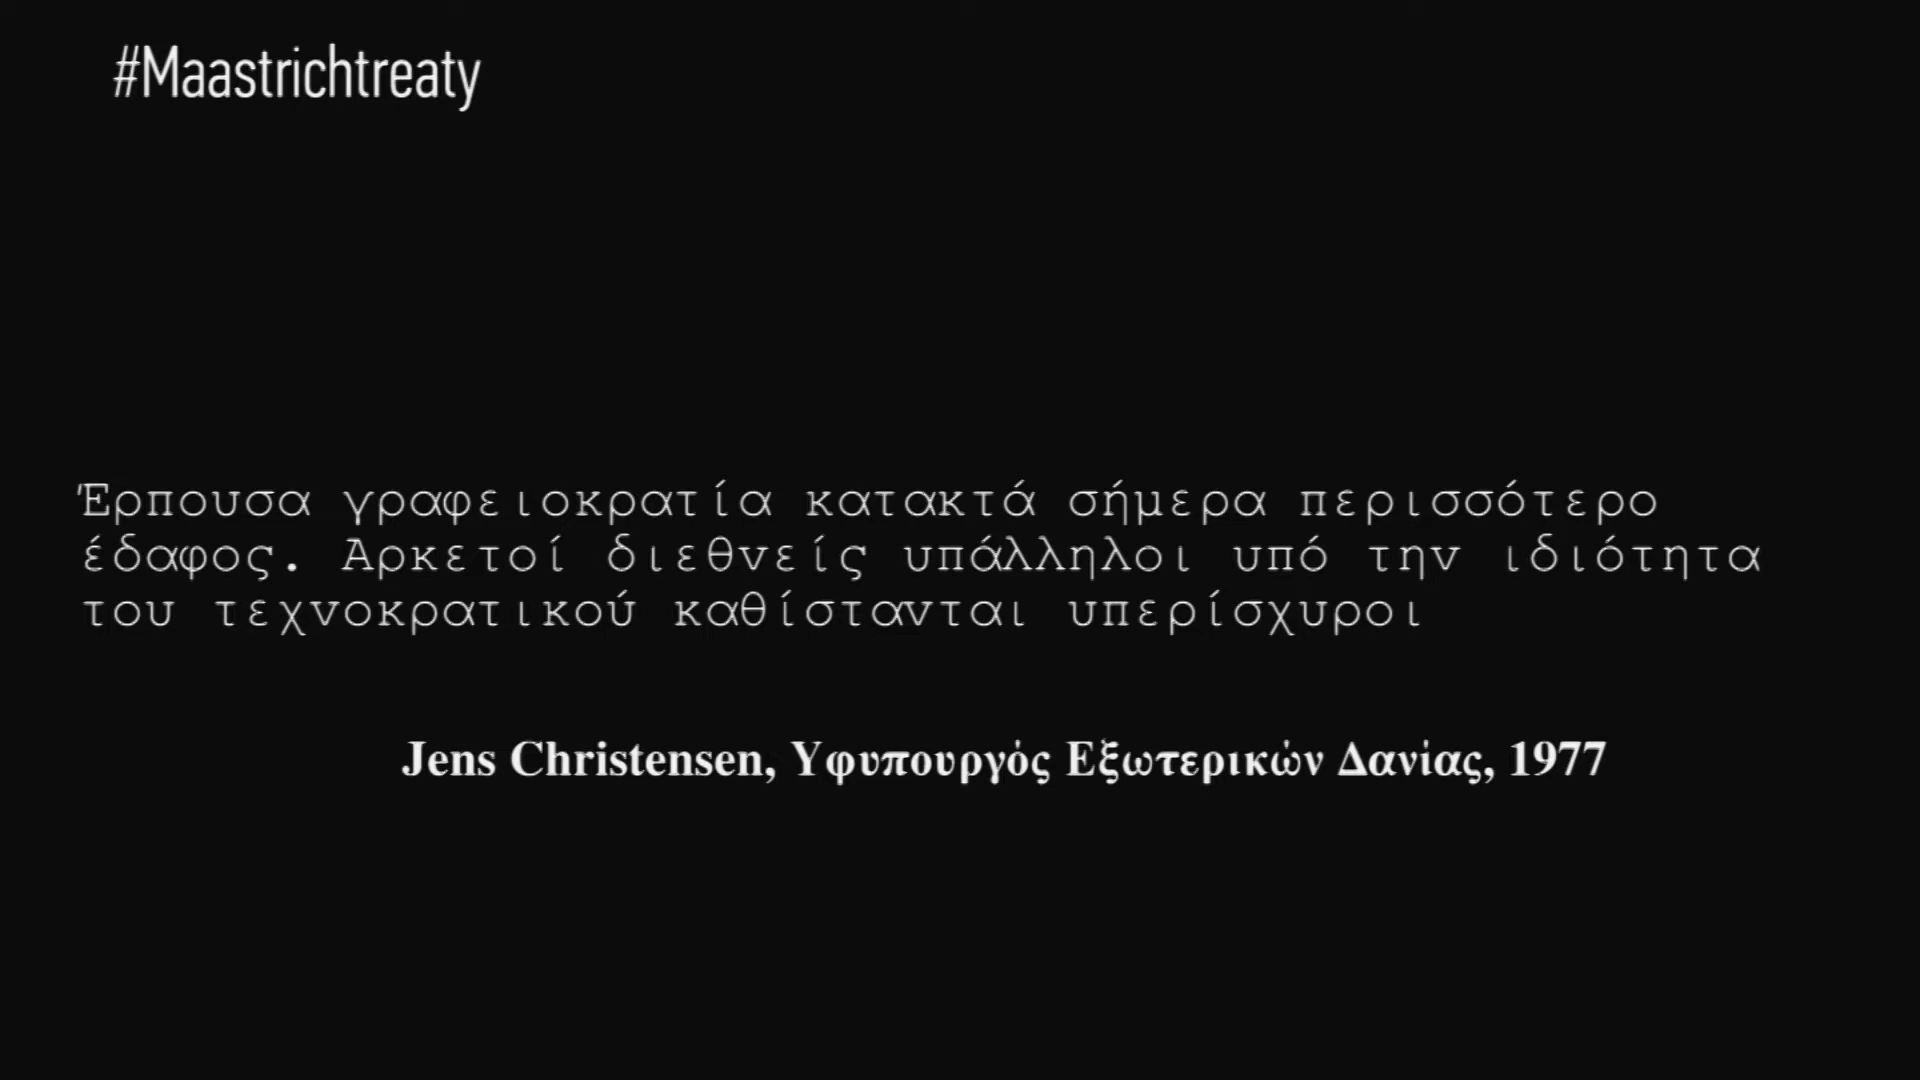 #Maastrichtreaty
Έρπουσα γραφειοκρατία κατακτά σήμερα περισσότερο
έδαφος. Αρκετοί διεθνείς υπάλληλοι υπό την ιδιότητα
του τεχνοκρατικού καθίστανται υπερίσχυροι
Jens Christensen, Υφυπουργός Εξωτερικών Δανίας, 1977